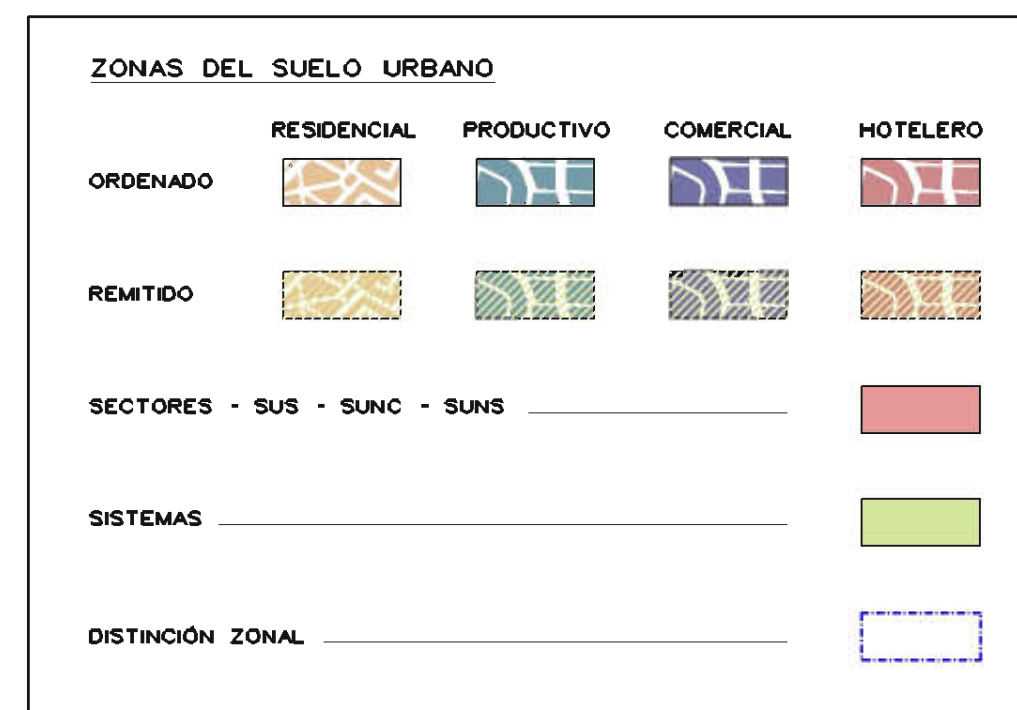 ZONAS DEL SUELO URBANO
RESIDENCIAL PRODUCTIVO COMERCIAL HOTELERO
ORDENADO
REMITIDO
SECTORES - SUS - SUNC - SUNS
SISTEMAS
DISTINCIÓN ZONAL